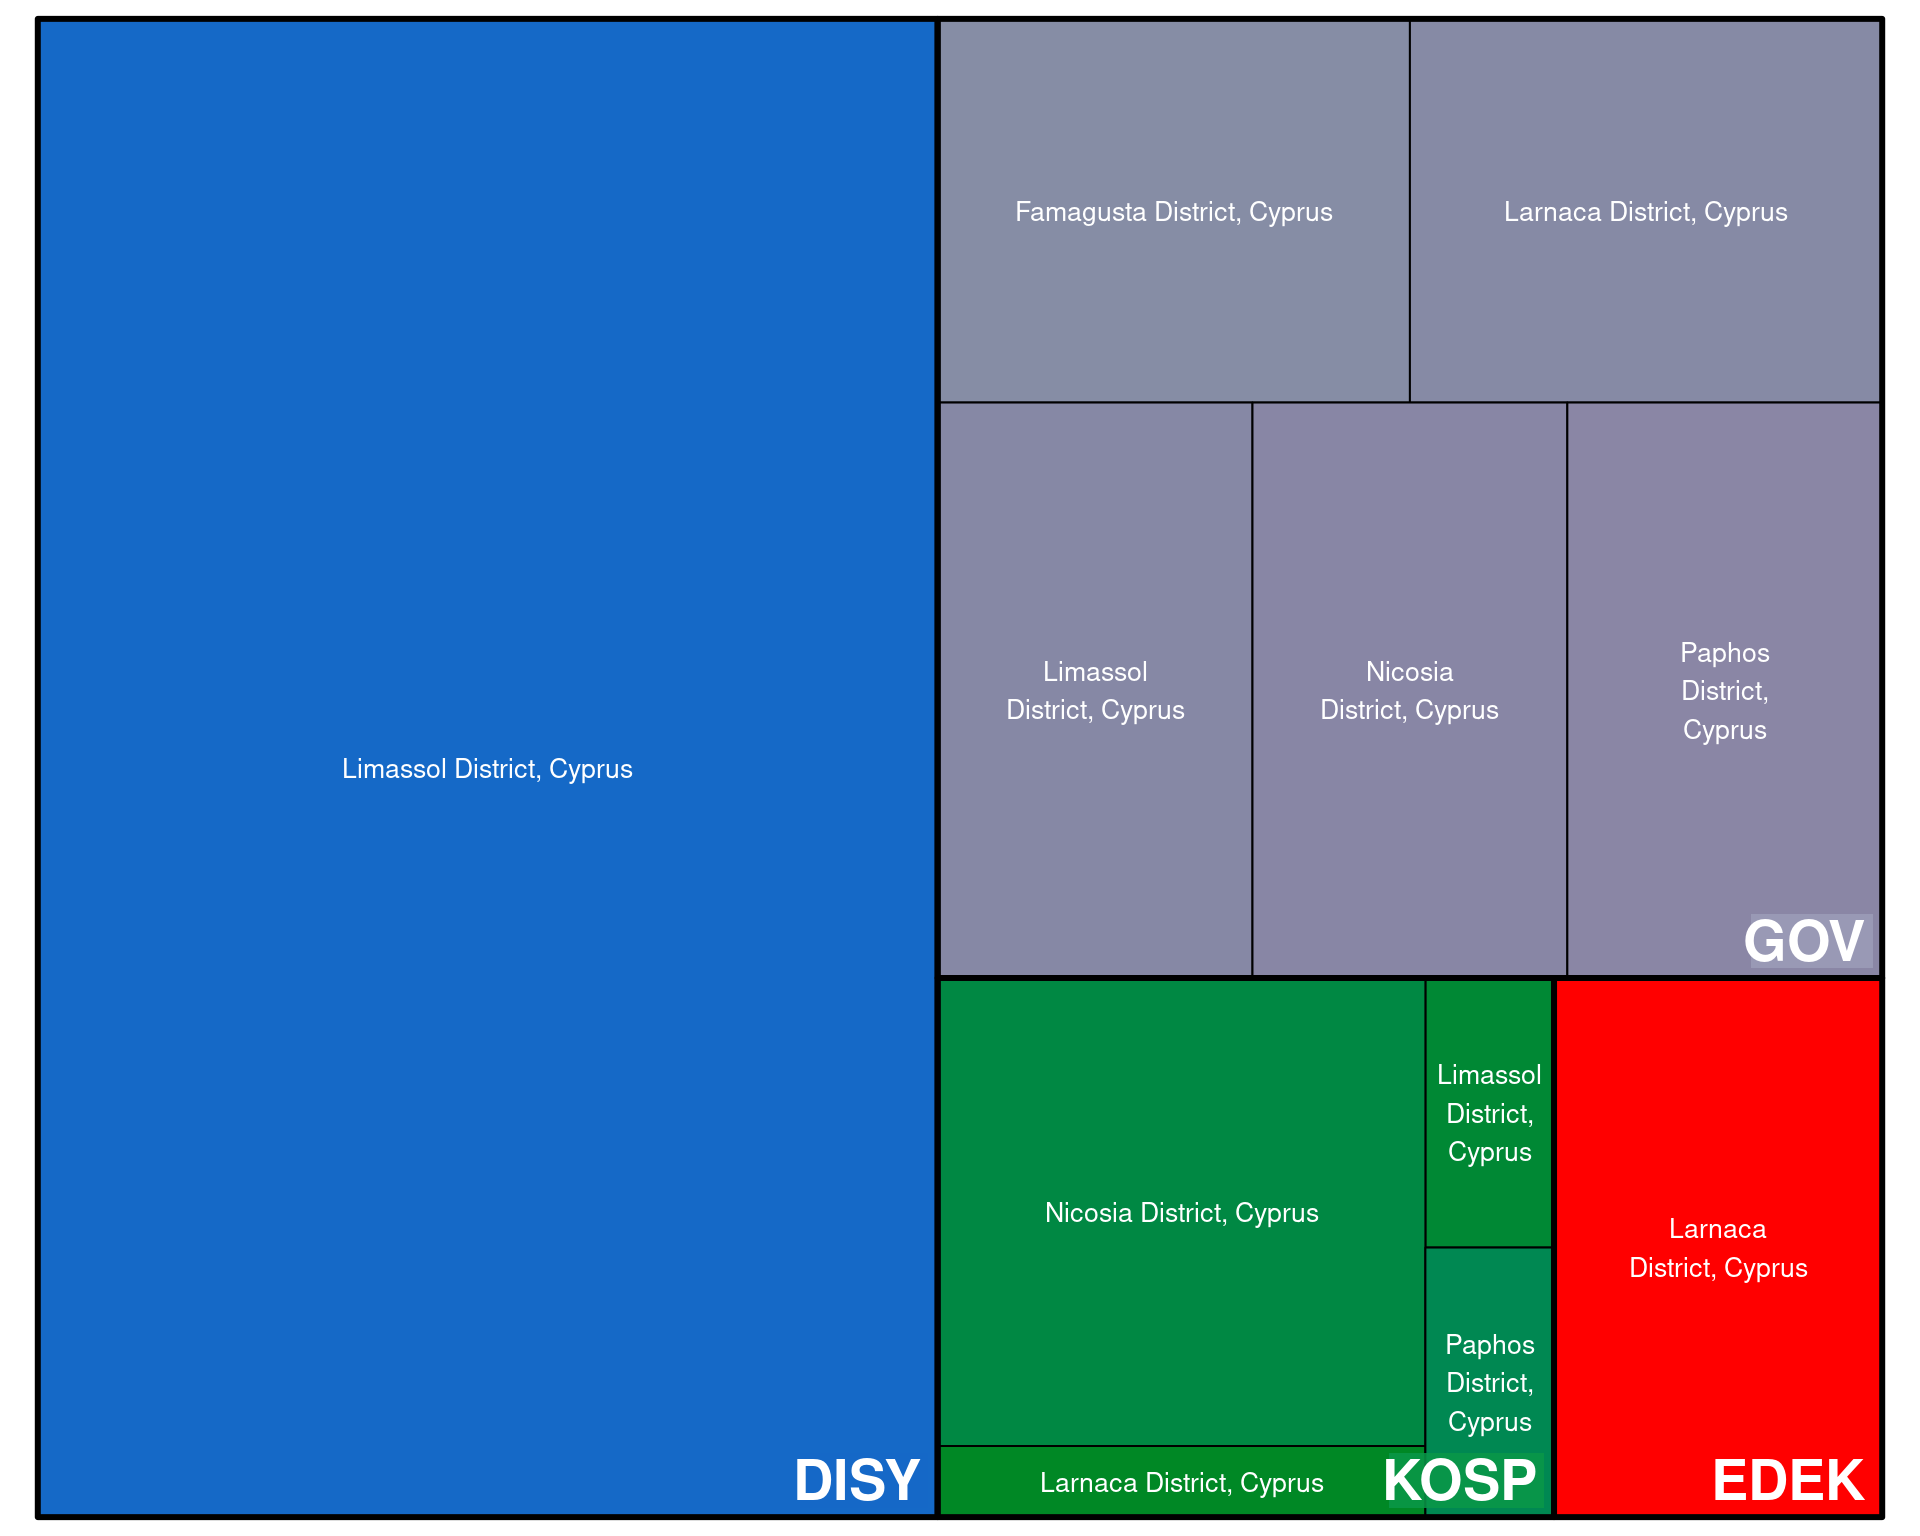 Famagusta District, Cyprus
Larnaca District, Cyprus
Limassol
District, Cyprus
Nicosia
District, Cyprus
Paphos
District,
Cyprus
Limassol District, Cyprus
GOV
Limassol
District,
Cyprus
Nicosia District, Cyprus
Larnaca
District, Cyprus
Paphos
District,
Cyprus
DISY
Larnaca District, Cyprus
KOSP
EDEK